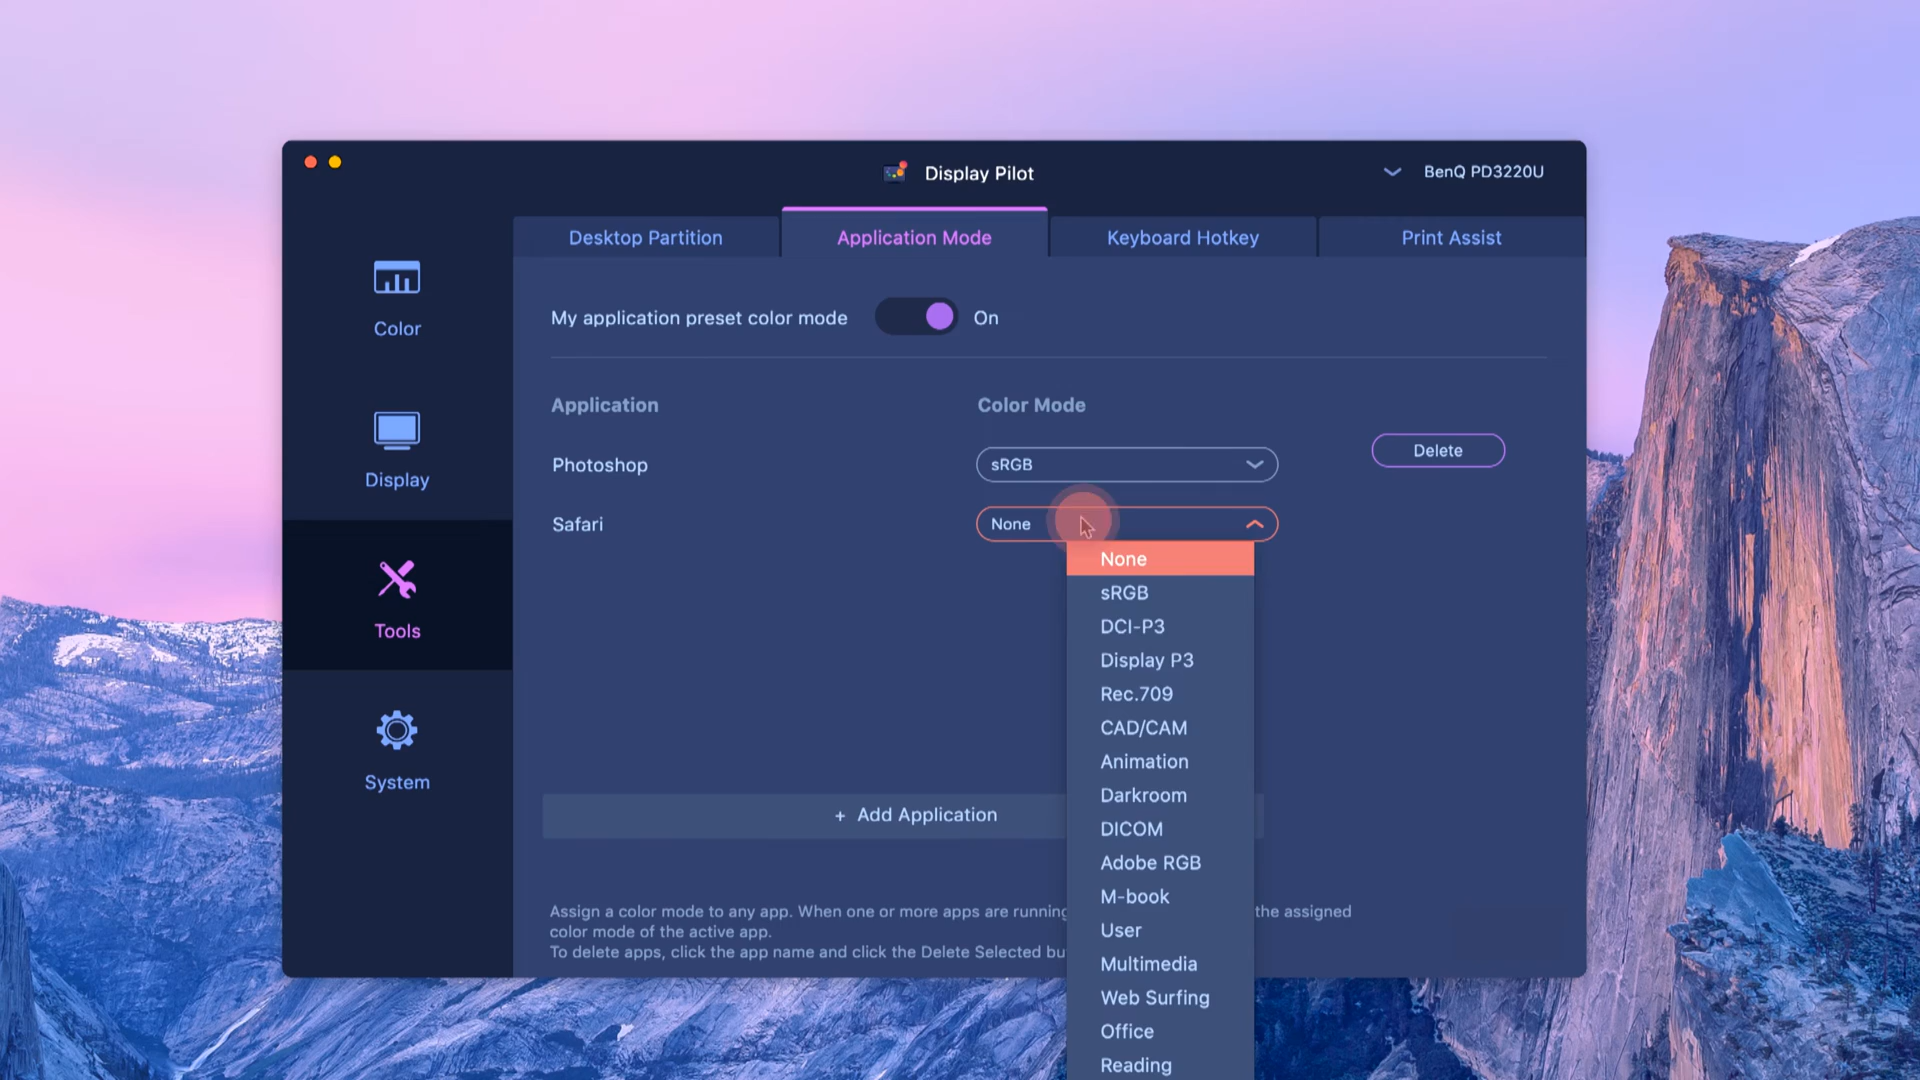 Display Pilot
BenQ PD3220U
Desktop Partition
Application Mode
Keyboard Hotkey
Print Assist
Color
Display
Tools
System
My application preset color mode
On
Application
Color Mode
Photoshop
sRGB
Delete
Safari
None
None
sRGB
DCI-P3
Display P3
Rec.709
CAD/CAM
Animation
Darkroom
DICOM
Adobe RGB
M-book
User
Multimedia
Web Surfing
Office
Reading
+ Add Application
Assign a color mode to any app. When one or more apps are running the assigned
color mode of the active app.
To delete apps, click the app name and click the Delete Selected bu